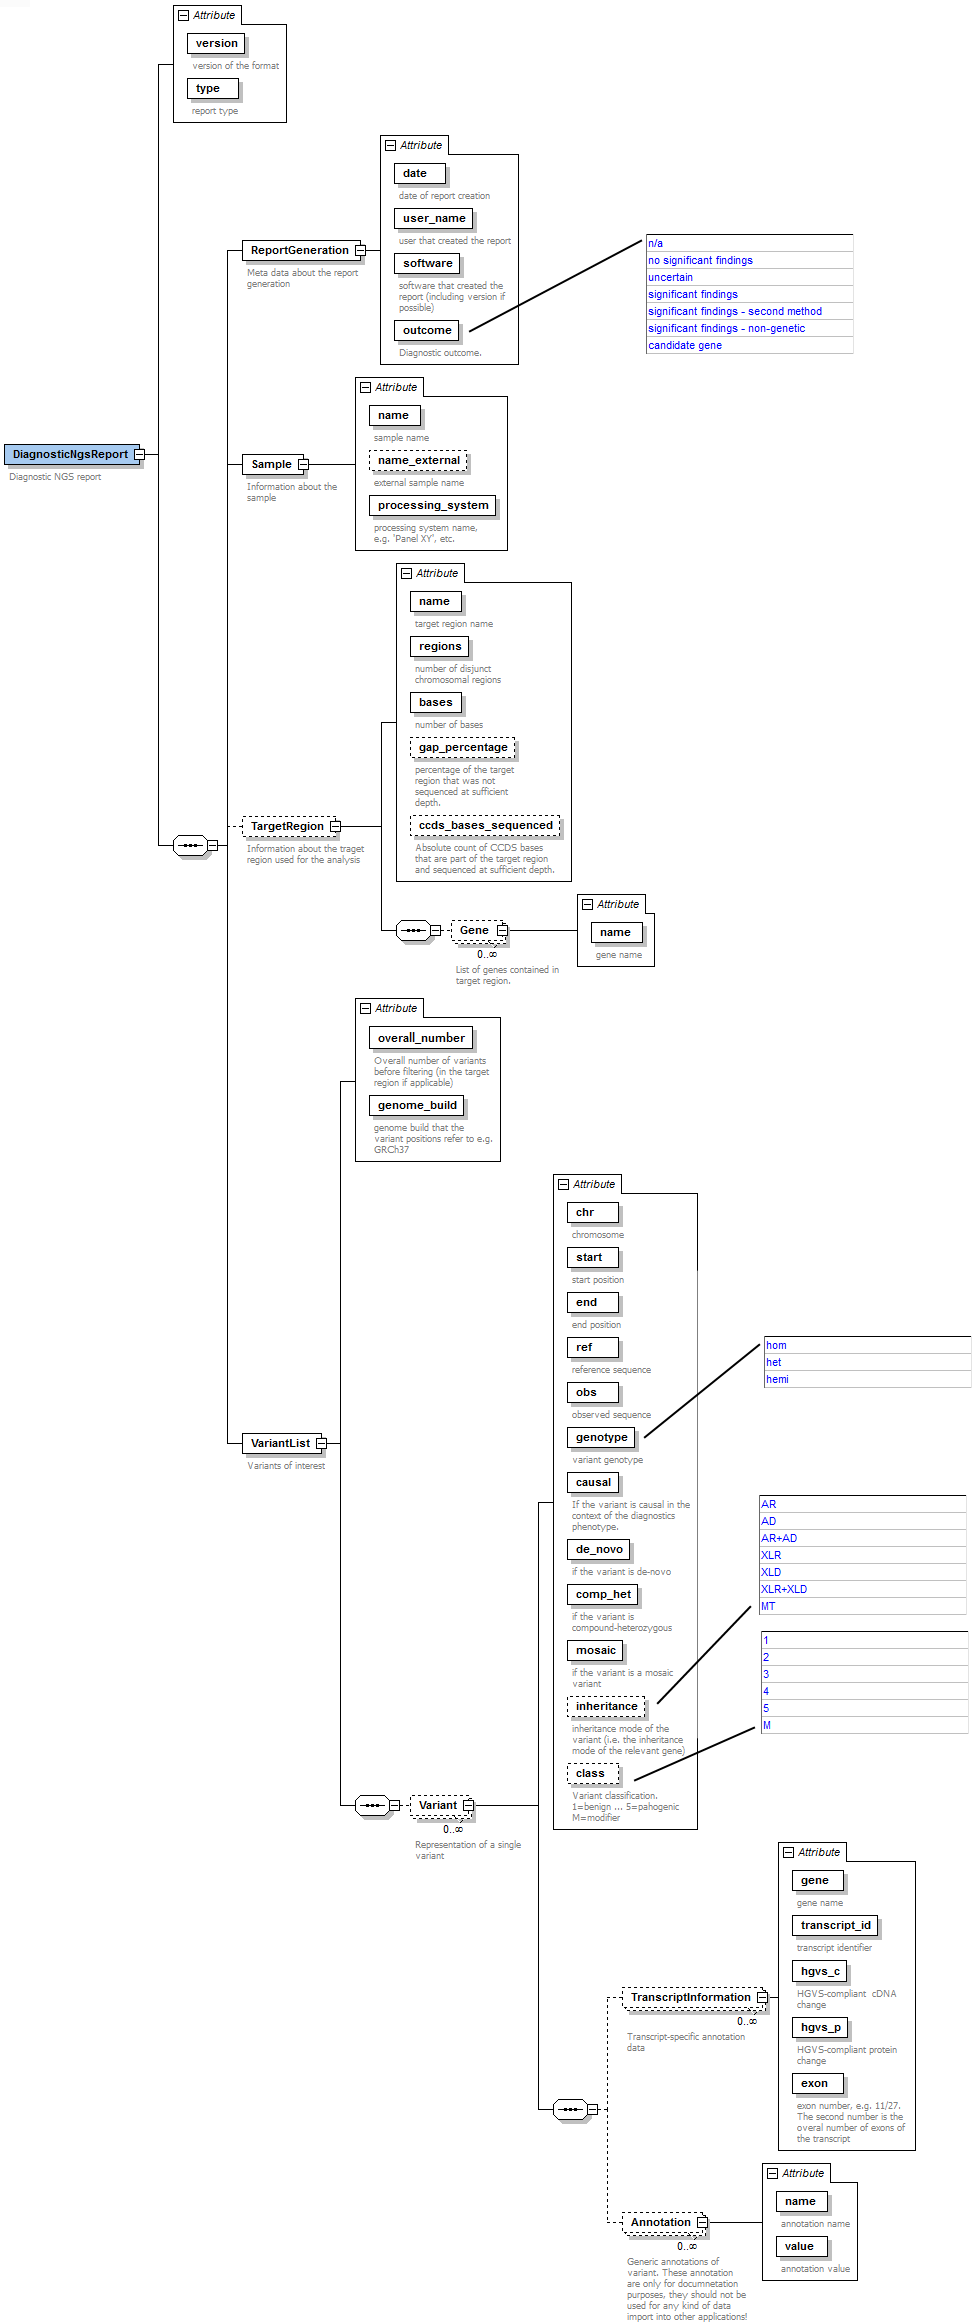 Attribute
version
version of the format
type
report type
Attribute
date
date of report creation
user_name
user that created the report
software
software that created the
report (including version if
possible)
outcome
Diagnostic outcome.
ReportGeneration
Meta data about the report
generation
n/a
no significant findings
uncertain
significant findings
significant findings - second method
significant findings - non-genetic
candidate gene
Attribute
name
sample name
name_external
external sample name
processing_system
processing system name,
e.g. 'Panel XY', etc.
DiagnosticNgsReport
Diagnostic NGS report
Sample
Information about the
sample
Attribute
name
target region name
regions
number of disjunct
chromosomal regions
bases
number of bases
gap_percentage
percentage of the target
region that was not
sequenced at sufficient
depth.
ccds_bases_sequenced
Absolute count of CCDS bases
that are part of the target region
and sequenced at sufficient depth.
TargetRegion
Information about the traget
region used for the analysis
Attribute
name
gene name
Gene
0..∞
List of genes contained in
target region.
Attribute
overall_number
Overall number of variants
before filtering (in the target
region if applicable)
genome_build
genome build that the
variant positions refer to e.g.
GRCh37
Attribute
chr
chromosome
start
start position
end
end position
ref
reference sequence
obs
observed sequence
genotype
variant genotype
causal
If the variant is causal in the
context of the diagnostics
phenotype.
de_novo
if the variant is de-novo
comp_het
if the variant is
compound-heterozygous
mosaic
if the variant is a mosaic
variant
inheritance
inheritance mode of the
variant (i.e. the inheritance
mode of the relevant gene)
class
Variant classification.
1=benign ... 5=pahogenic
M=modifier
hom
het
hemi
VariantList
Variants of interest
AR
AD
AR+AD
XLR
XLD
XLR+XLD
MT
1
2
3
4
5
M
Variant
0..∞
Representation of a single
variant
Attribute
gene
gene name
transcript_id
transcript identifier
hgvs_c
HGVS-compliant cDNA
change
hgvs_p
HGVS-compliant protein
change
exon
exon number, e.g. 11/27.
The second number is the
overal number of exons of
the transcript
TranscriptInformation
0..∞
Transcript-specific annotation
data
Attribute
name
annotation name
value
annotation value
Annotation
0..∞
Generic annotations of
variant. These annotation
are only for documnetation
purposes, they should not be
used for any kind of data
import into other applications!